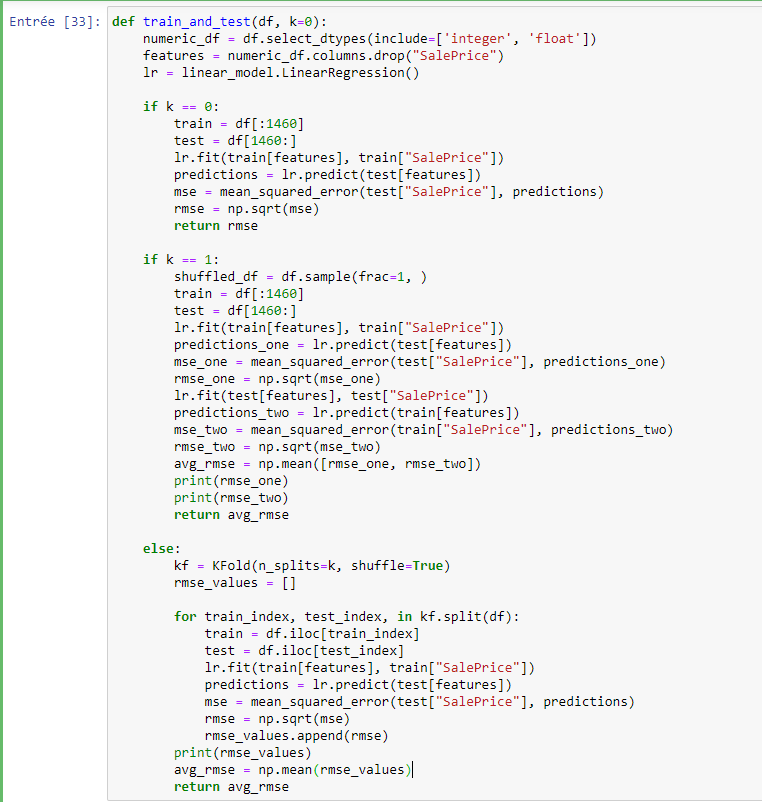 Entrée [33]: def train_and_test(df, k=0):
    numeric_df = df.select_dtypes(include=['integer', 'float'])
    features = numeric_df.columns.drop("SalePrice")
    lr = linear_model.LinearRegression()

    if k == 0:
        train = df[:1460]
        test = df[1460:]
        lr.fit(train[features], train["SalePrice"])
        predictions = lr.predict(test[features])
        mse = mean_squared_error(test["SalePrice"], predictions)
        rmse = np.sqrt(mse)
        return rmse

    if k == 1:
        shuffled_df = df.sample(frac=1, )
        train = df[:1460]
        test = df[1460:]
        lr.fit(train[features], train["SalePrice"])
        predictions_one = lr.predict(test[features])
        mse_one = mean_squared_error(test["SalePrice"], predictions_one)
        rmse_one = np.sqrt(mse_one)
        lr.fit(test[features], test["SalePrice"])
        predictions_two = lr.predict(train[features])
        mse_two = mean_squared_error(train["SalePrice"], predictions_two)
        rmse_two = np.sqrt(mse_two)
        avg_rmse = np.mean([rmse_one, rmse_two])
        print(rmse_one)
        print(rmse_two)
        return avg_rmse

    else:
        kf = KFold(n_splits=k, shuffle=True)
        rmse_values = []

        for train_index, test_index, in kf.split(df):
            train = df.iloc[train_index]
            test = df.iloc[test_index]
            lr.fit(train[features], train["SalePrice"])
            predictions = lr.predict(test[features])
            mse = mean_squared_error(test["SalePrice"], predictions)
            rmse = np.sqrt(mse)
            rmse_values.append(rmse)
        print(rmse_values)
        avg_rmse = np.mean(rmse_values)
        return avg_rmse